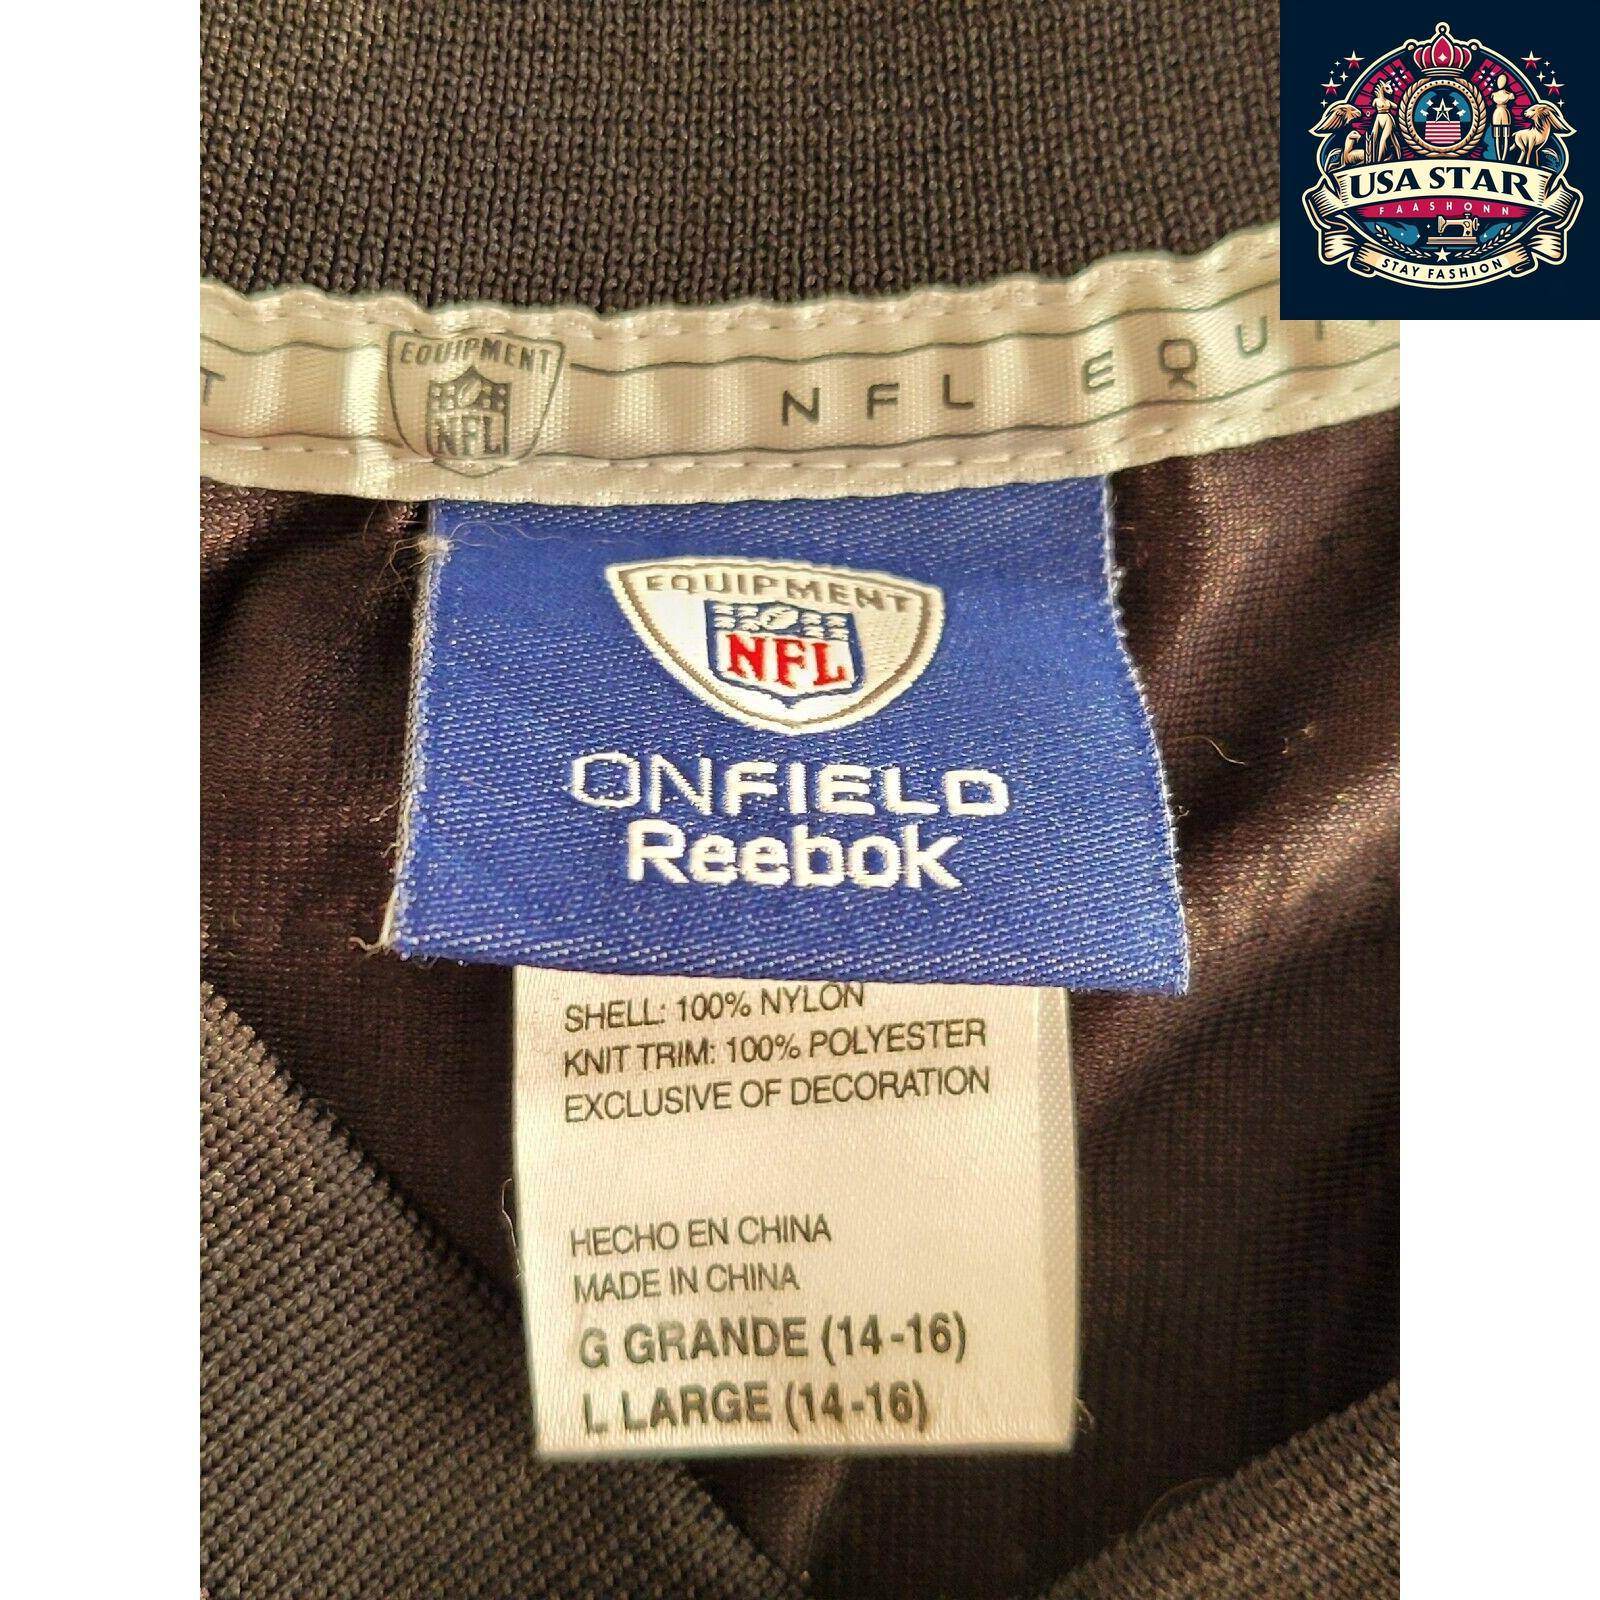 USA STAR
FAASHONN
STAY FASHION
T
EQUIPMENT
NFL
NFL EQUI
EQUIPMENT
NFL
ONFIELD
Reebok
SHELL: 100% NYLON
KNIT TRIM: 100% POLYESTER
EXCLUSIVE OF DECORATION
HECHO EN CHINA
MADE IN CHINA
G GRANDE (14-16)
L LARGE (14-16)